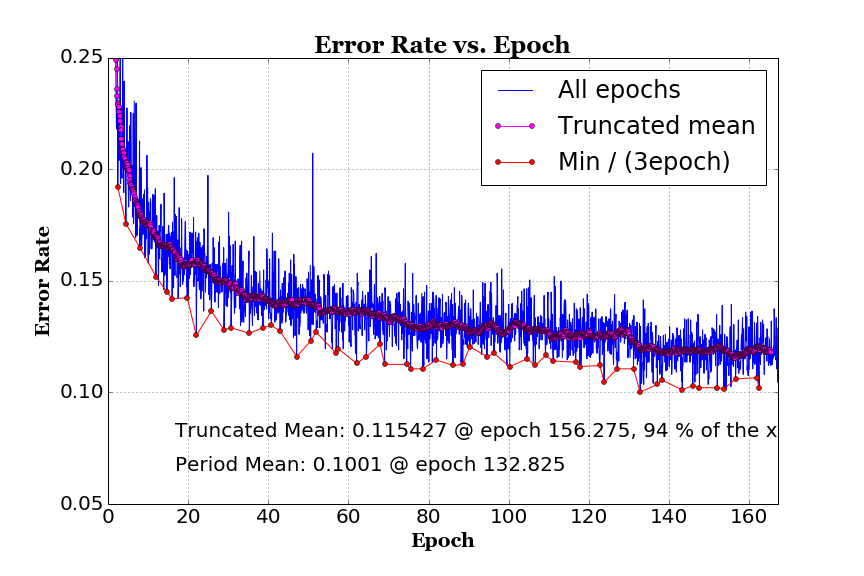 Error Rate vs. Epoch
0.25
0.20
0.15
0.10
0.05
Error Rate
All epochs
Truncated mean
Min / (3epoch)
Truncated Mean: 0.115427 @ epoch 156.275, 94 % of the x
Period Mean: 0.1001 @ epoch 132.825
0 20 40 60 80 100 120 140 160
Epoch